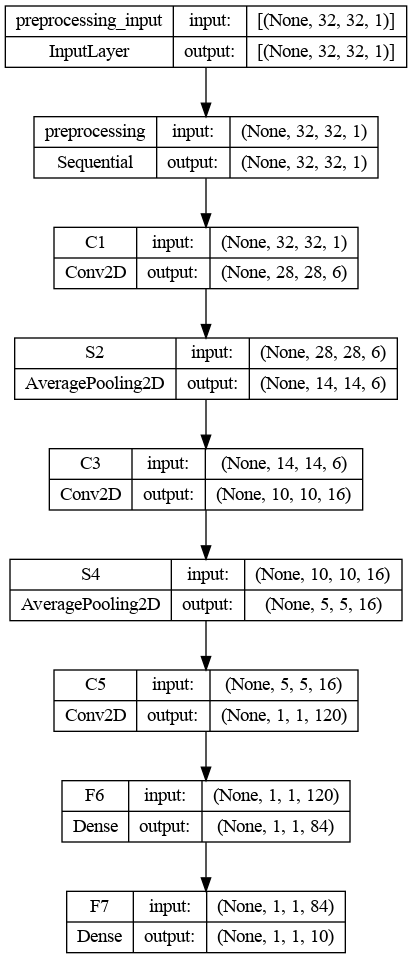 preprocessing_input input: [(None, 32, 32, 1)]
InputLayer output: [(None, 32, 32, 1)]
preprocessing input: (None, 32, 32, 1)
Sequential output: (None, 32, 32, 1)
C1 input: (None, 32, 32, 1)
Conv2D output: (None, 28, 28, 6)
S2 input: (None, 28, 28, 6)
AveragePooling2D output: (None, 14, 14, 6)
C3 input: (None, 14, 14, 6)
Conv2D output: (None, 10, 10, 16)
S4 input: (None, 10, 10, 16)
AveragePooling2D output: (None, 5, 5, 16)
C5 input: (None, 5, 5, 16)
Conv2D output: (None, 1, 1, 120)
F6 input: (None, 1, 1, 120)
Dense output: (None, 1, 1, 84)
F7 input: (None, 1, 1, 84)
Dense output: (None, 1, 1, 10)